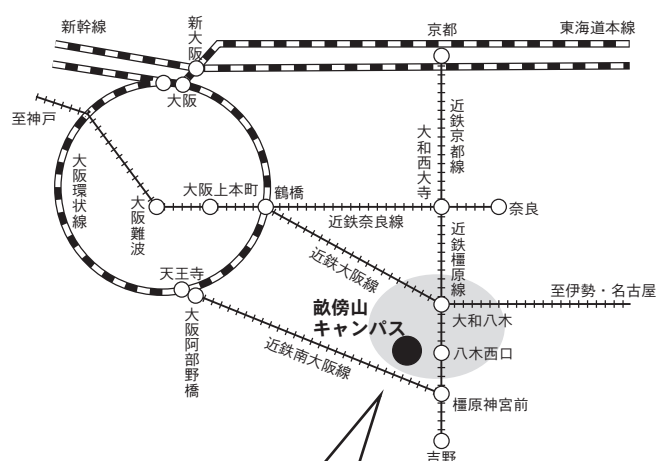 新幹線
新大阪
京都
東海道本線
大阪
至神戸
近鉄京都線
大和西大寺
大阪環状線
大阪難波
大阪上本町
鶴橋
近鉄奈良線
奈良
近鉄橿原線
近鉄大阪線
天王寺
至伊勢・名古屋
畝傍山
キャンパス
大和八木
大阪阿部野橋
近鉄南大阪線
八木西口
橿原神宮前
吉野